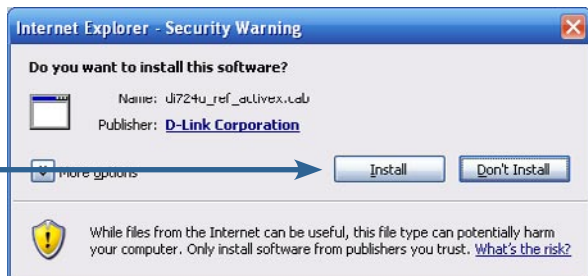 Internet Explorer - Security Warning
Do you want to install this software?
Name: di724u_ref_activex.cab
Publisher: D-Link Corporation
More options
Install
Don't Install
While files from the Internet can be useful, this file type can potentially harm
your computer. Only install software from publishers you trust. What's the risk?